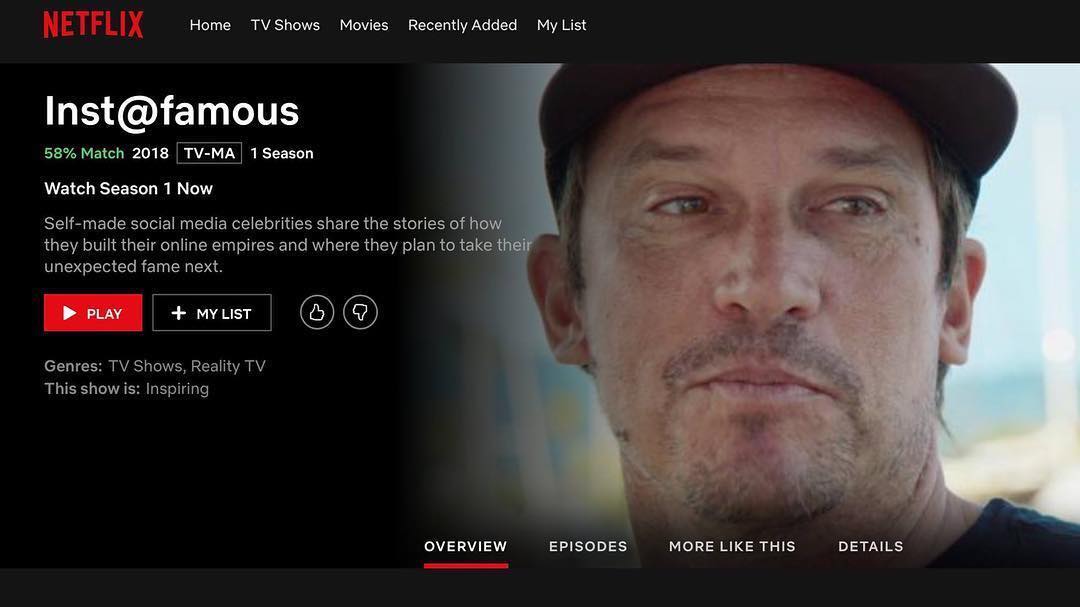 NETFLIX Home TV Shows Movies Recently Added My List
Inst@famous
58% Match 2018 TV-MA 1 Season
Watch Season 1 Now
Self-made social media celebrities share the stories of how
they built their online empires and where they plan to take their
unexpected fame next.
PLAY MY LIST
Genres: TV Shows, Reality TV
This show is: Inspiring
OVERVIEW EPISODES MORE LIKE THIS DETAILS